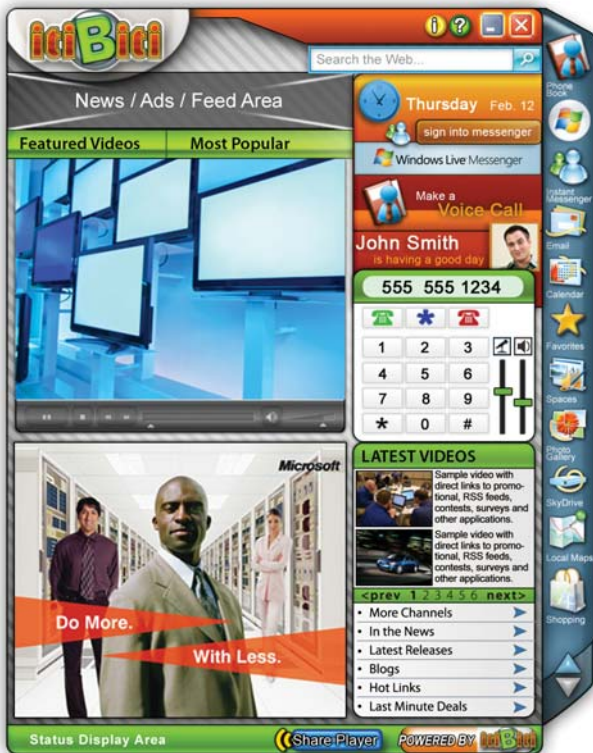 itiBiti
Search the Web...
News / Ads / Feed Area
Featured Videos Most Popular
Thursday Feb. 12
sign into messenger
Windows Live Messenger
Make a
Voice Call
John Smith
is having a good day
555 555 1234
1 2 3
4 5 6
7 8 9
* 0 #
Microsoft
Do More.
With Less.
LATEST VIDEOS
Sample video with
direct links to promo-
tional, RSS feeds,
contests, surveys and
other applications.
Sample video with
direct links to promo-
tional, RSS feeds,
contests, surveys and
other applications.
<prev 1 2 3 4 5 6 next>
• More Channels
• In the News
• Latest Releases
• Blogs
• Hot Links
• Last Minute Deals
Phone
Book
Instant
Messenger
Email
Calendar
Favorites
Spaces
Photo
Gallery
SkyDrive
Local Maps
Shopping
Status Display Area
Share Player
POWERED BY itiBiti